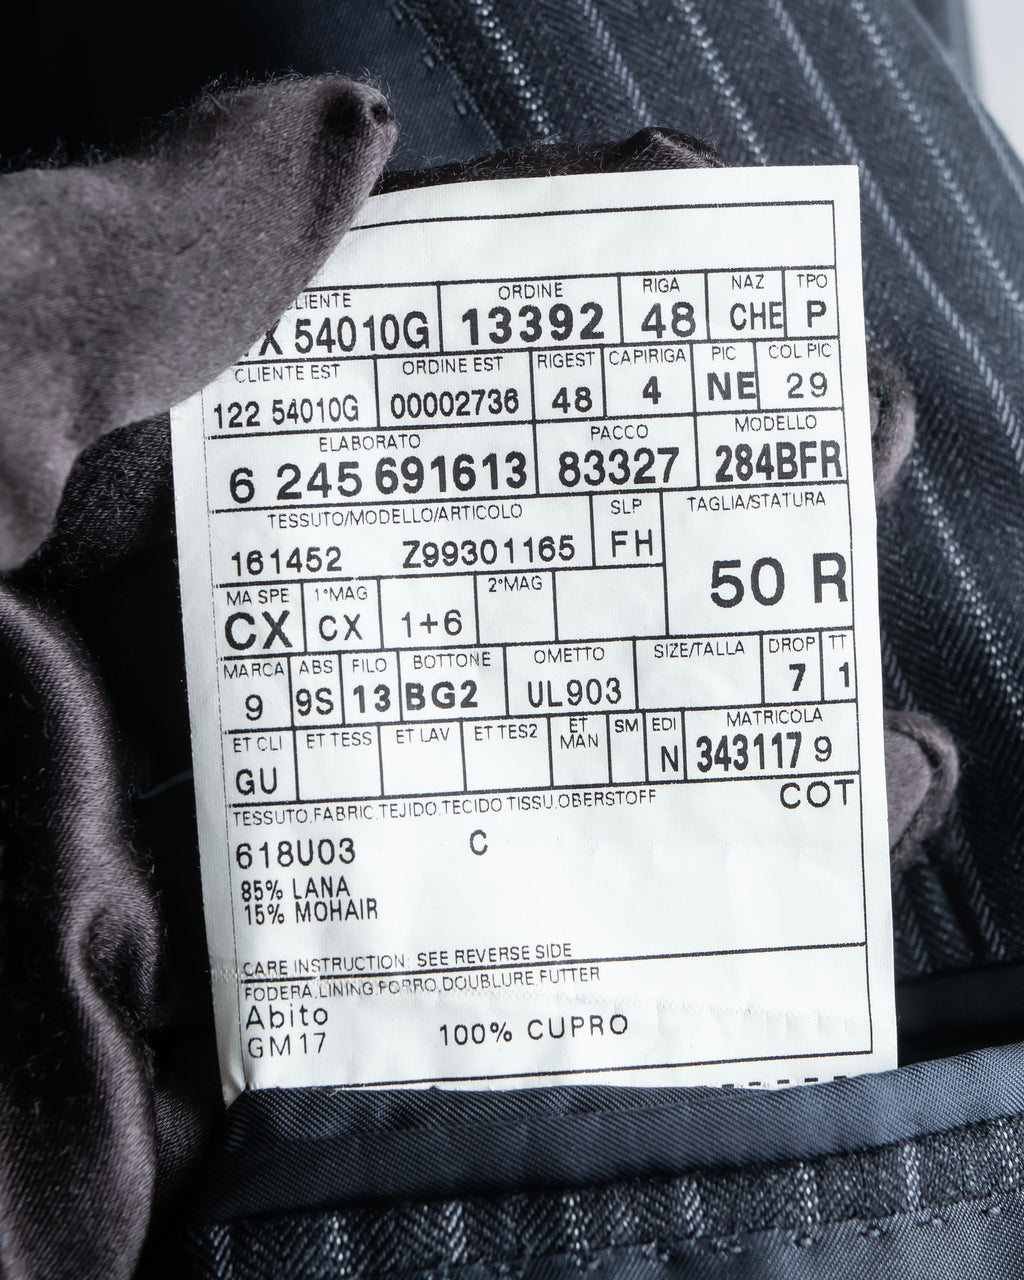 CLIENTE ORDINE RIGA NAZ TPO
X 54010G 13392 48 CHE P
CLIENTE EST ORDINE EST RIGEST CAPIRIGA PIC COL PIC
122 54010G 00002736 48 4 NE 29
ELABORATO PACCO MODELLO
6 245 691613 83327 284BFR
TESSUTO/MODELLO/ARTICOLO SLP TAGLIA/STATURA
161452 Z99301165 FH
50 R
MA SPE 1°MAG 2°MAG
CX CX 1+6
MARCA ABS FILO BOTTONE OMETTO SIZE/TALLA DROP TT
9 9S 13 BG2 UL903 7 1
ET CLI ET TESS ET LAV ET TES2 ET MAN SM EDI MATRICOLA
GU N 343117 9
TESSUTO,FABRIC,TEJIDO,TECIDO,TISSU,OBERSTOFF COT
618U03 C
85% LANA
15% MOHAIR
CARE INSTRUCTION: SEE REVERSE SIDE
FODERA,LINING,FORRO,DOUBLURE,FUTTER
Abito 100% CUPRO
GM17